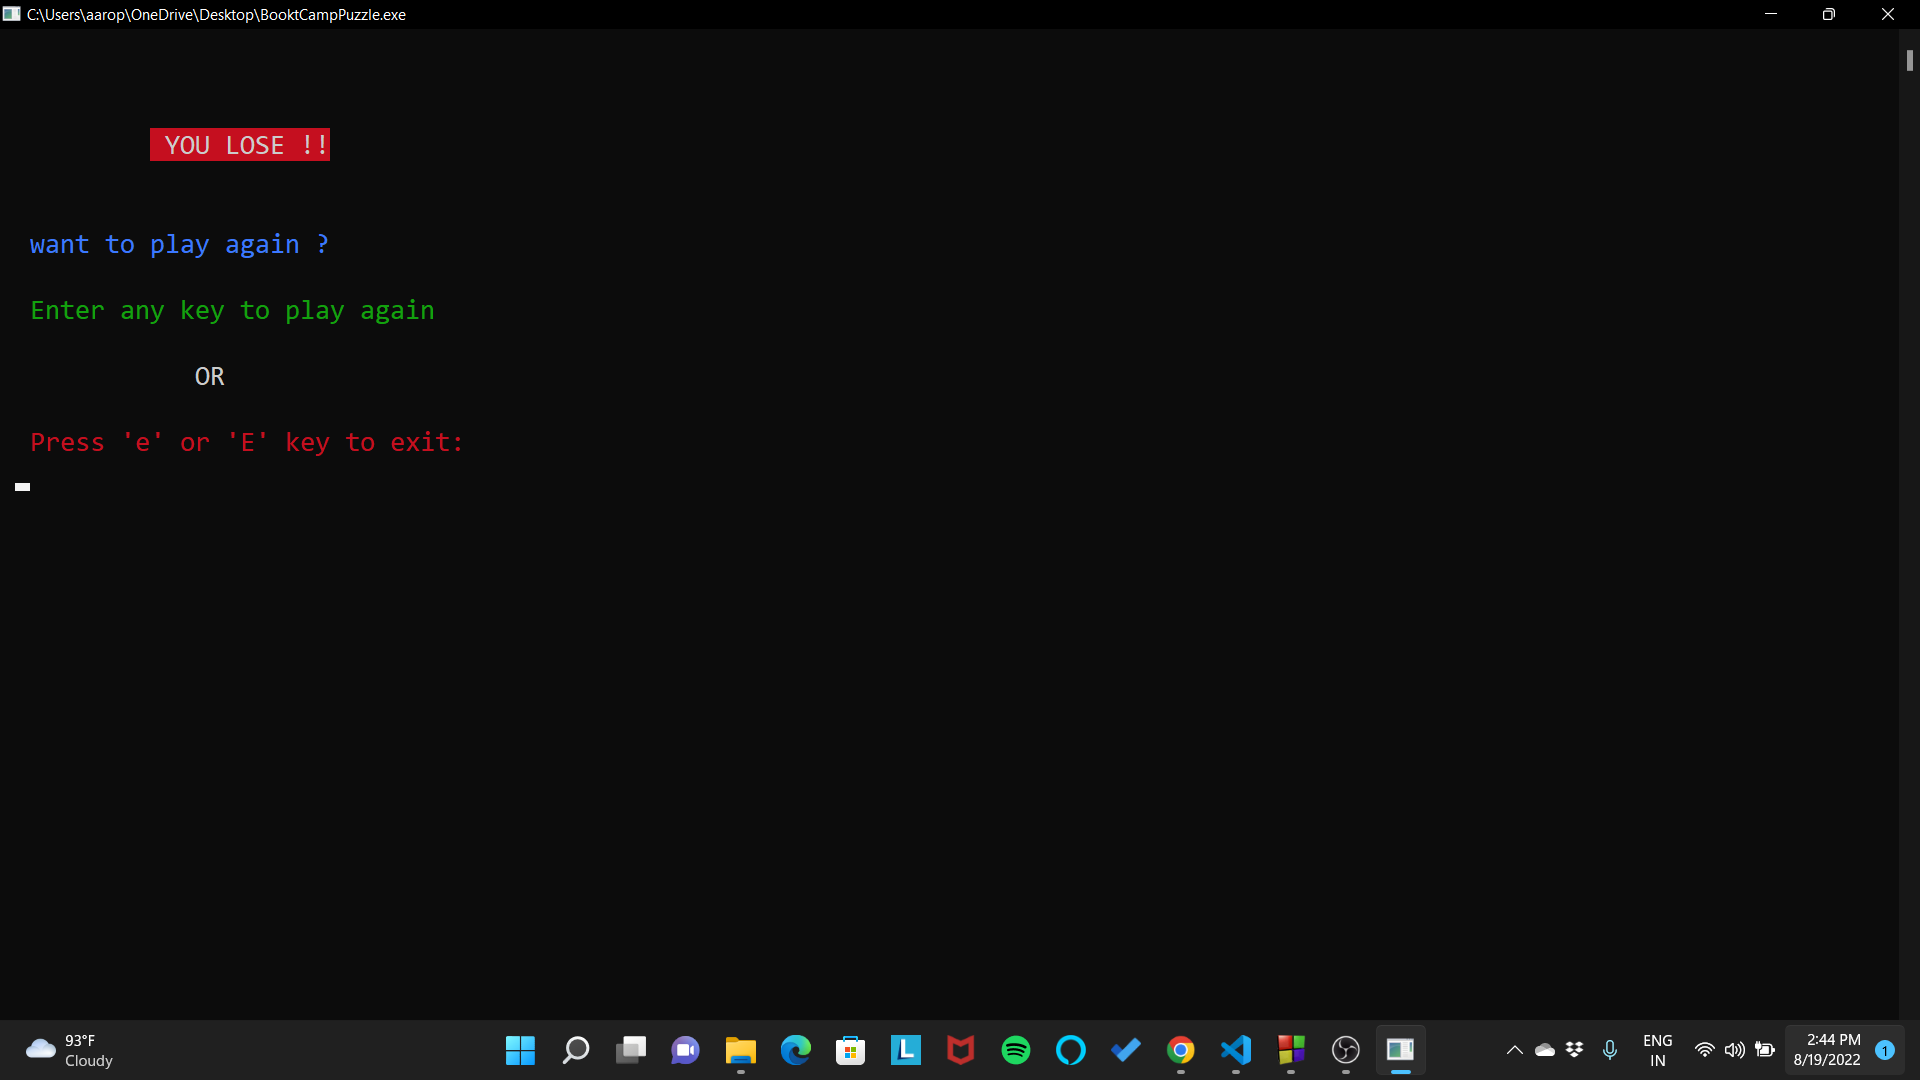 C:\Users\aarop\OneDrive\Desktop\BooktCampPuzzle.exe
YOU LOSE !!
want to play again ?
Enter any key to play again
OR
Press 'e' or 'E' key to exit:
93°F
Cloudy
L
ENG
IN
2:44 PM
8/19/2022
1